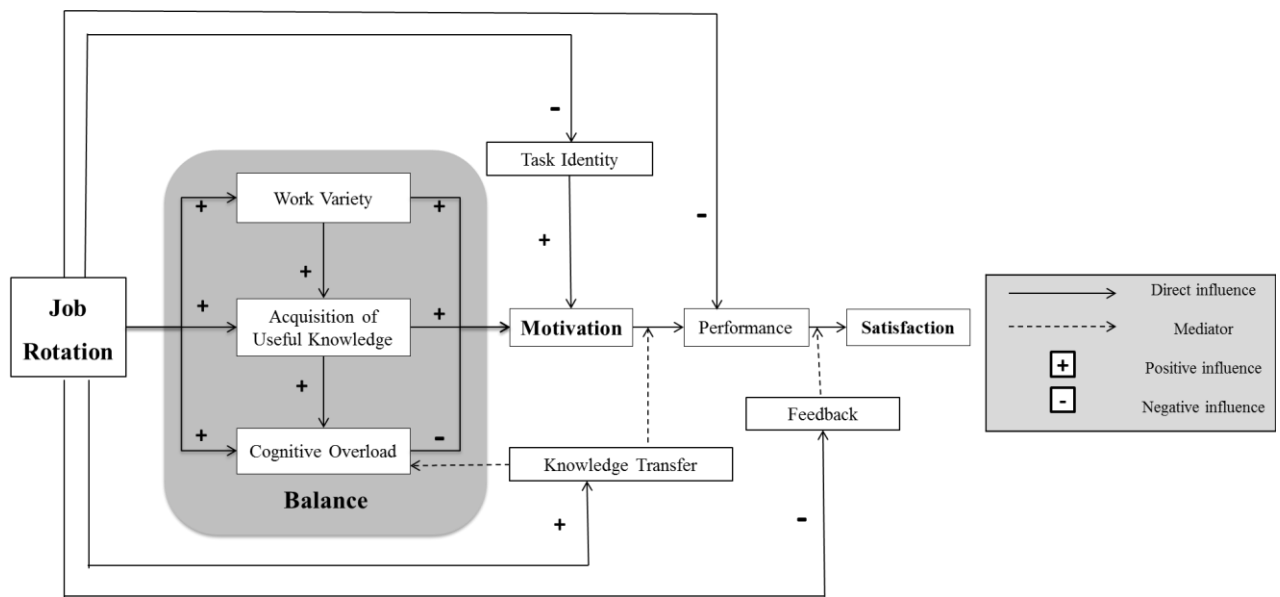 -
Task Identity
Work Variety
+
+
-
+
+
Job
Rotation
+
Acquisition of
Useful Knowledge
+
Motivation
Performance
Satisfaction
+
+
Cognitive Overload
-
Balance
Knowledge Transfer
Feedback
+
-
Direct influence
Mediator
+
Positive influence
-
Negative influence